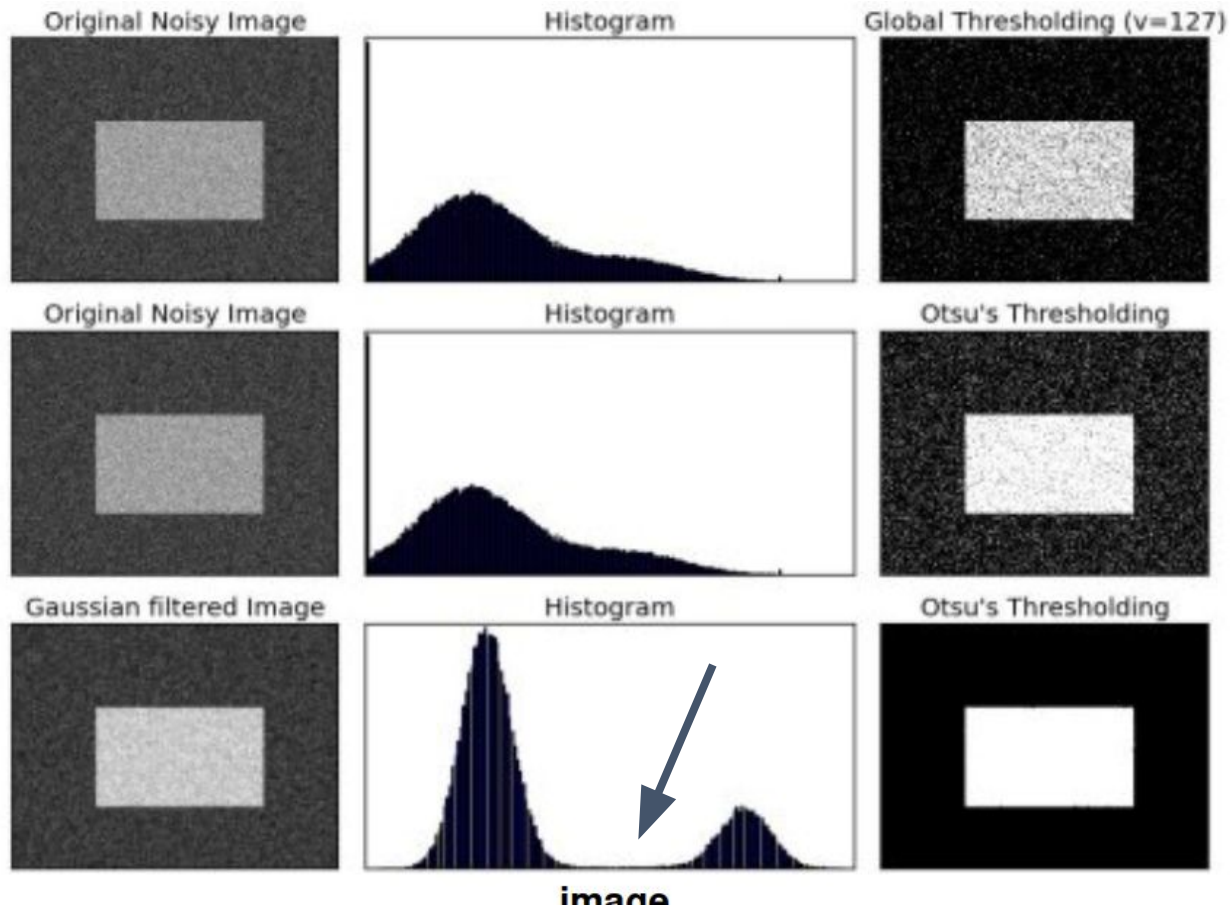 Original Noisy Image
Histogram
Global Thresholding (v=127)
Original Noisy Image
Histogram
Otsu's Thresholding
Gaussian filtered Image
Histogram
Otsu's Thresholding
image